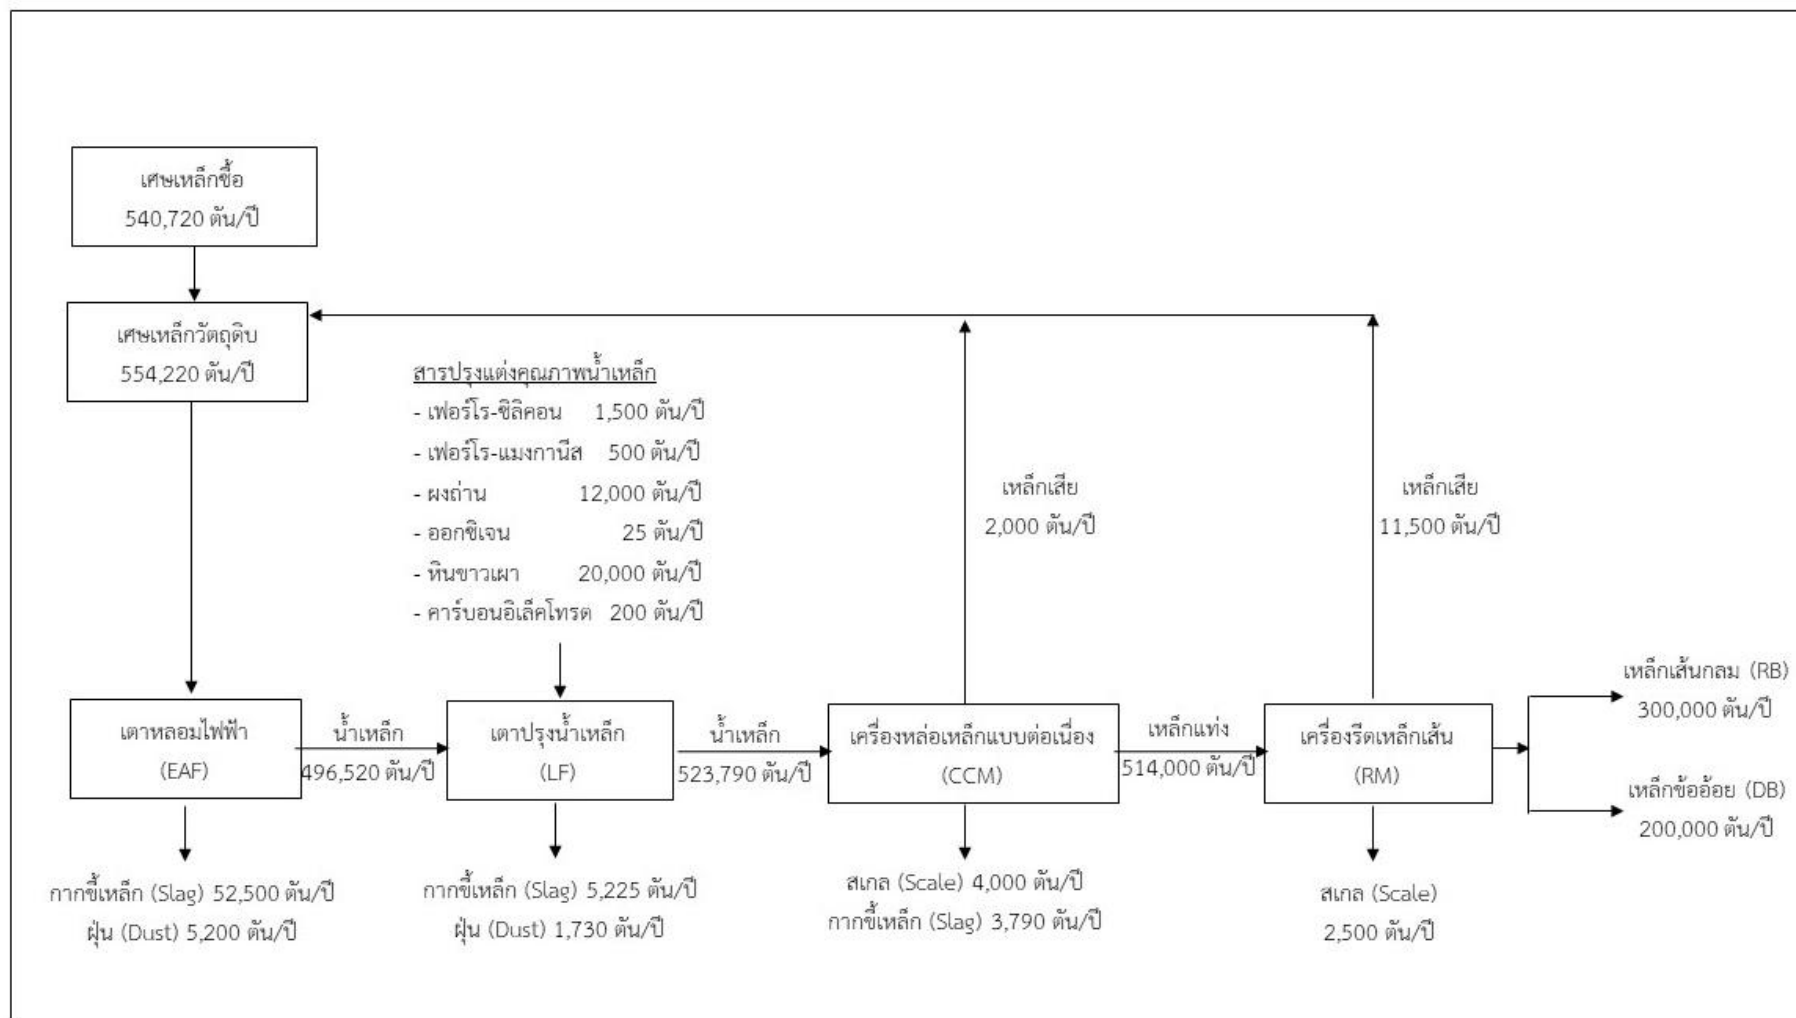 เศษเหล็กซื้อ
540,720 ตัน/ปี
เศษเหล็กวัตถุดิบ
554,220 ตัน/ปี
สารปรุงแต่งคุณภาพน้ำเหล็ก
- เฟอร์โร-ซิลิคอน 1,500 ตัน/ปี
- เฟอร์โร-แมงกานีส 500 ตัน/ปี
- ผงถ่าน 12,000 ตัน/ปี
- ออกซิเจน 25 ตัน/ปี
- หินขาวเผา 20,000 ตัน/ปี
- คาร์บอนอิเล็คโทรด 200 ตัน/ปี
เหล็กเสีย
2,000 ตัน/ปี
เหล็กเสีย
11,500 ตัน/ปี
เตาหลอมไฟฟ้า
(EAF)
น้ำเหล็ก
496,520 ตัน/ปี
เตาปรุงน้ำเหล็ก
(LF)
น้ำเหล็ก
523,790 ตัน/ปี
เครื่องหล่อเหล็กแบบต่อเนื่อง
(CCM)
เหล็กแท่ง
514,000 ตัน/ปี
เครื่องรีดเหล็กเส้น
(RM)
เหล็กเส้นกลม (RB)
300,000 ตัน/ปี
เหล็กข้ออ้อย (DB)
200,000 ตัน/ปี
กากขี้เหล็ก (Slag) 52,500 ตัน/ปี
ฝุ่น (Dust) 5,200 ตัน/ปี
กากขี้เหล็ก (Slag) 5,225 ตัน/ปี
ฝุ่น (Dust) 1,730 ตัน/ปี
สเกล (Scale) 4,000 ตัน/ปี
กากขี้เหล็ก (Slag) 3,790 ตัน/ปี
สเกล (Scale)
2,500 ตัน/ปี